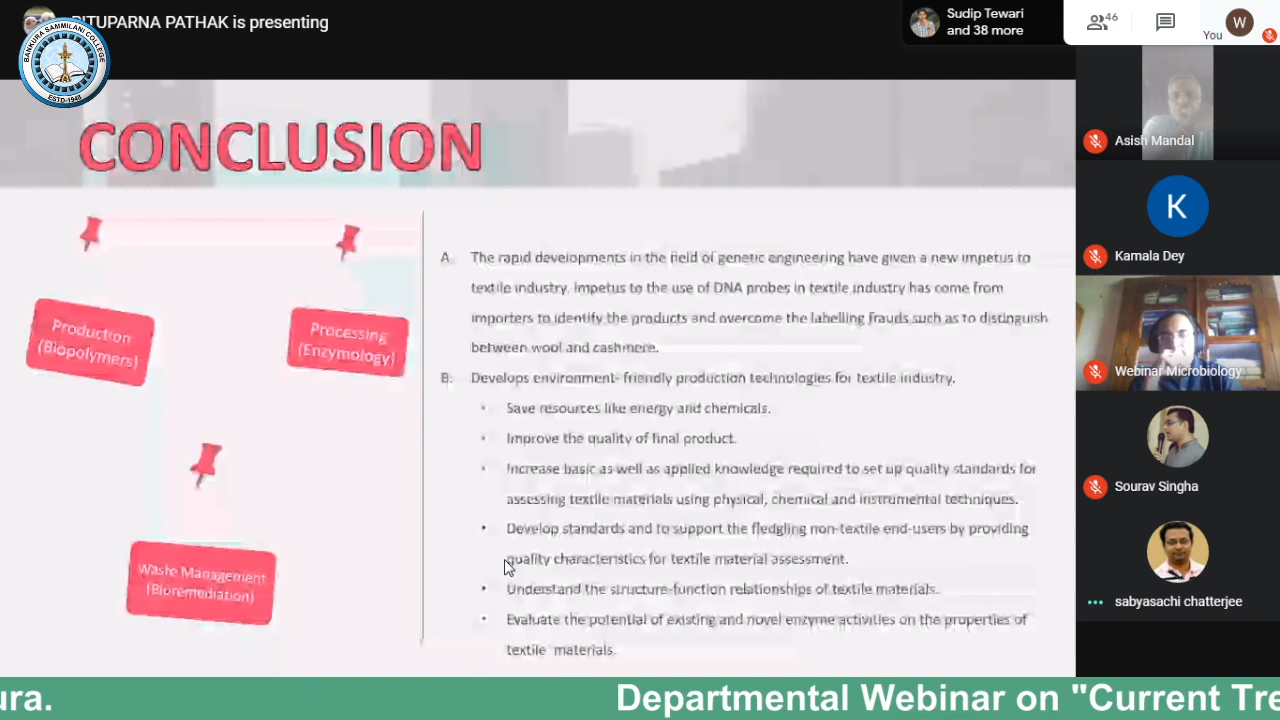 RITUPARNA PATHAK is presenting
BANKURA SAMMILANI COLLEGE
ESTD-1948
Sudip Tewari
and 38 more
46
You
W
CONCLUSION
Production
(Biopolymers)
Processing
(Enzymology)
Waste Management
(Bioremediation)
A. The rapid developments in the field of genetic engineering have given a new impetus to
textile industry. Impetus to the use of DNA probes in textile industry has come from
importers to identify the products and overcome the labelling frauds such as to distinguish
between wool and cashmere.
B. Develops environment- friendly production technologies for textile industry.
• Save resources like energy and chemicals.
• Improve the quality of final product.
• Increase basic as well as applied knowledge required to set up quality standards for
assessing textile materials using physical, chemical and instrumental techniques.
• Develop standards and to support the fledgling non-textile end-users by providing
quality characteristics for textile material assessment.
• Understand the structure-function relationships of textile materials.
• Evaluate the potential of existing and novel enzyme activities on the properties of
textile materials.
Asish Mandal
K
Kamala Dey
Webinar Microbiology
Sourav Singha
sabyasachi chatterjee
ura.
Departmental Webinar on "Current Tre